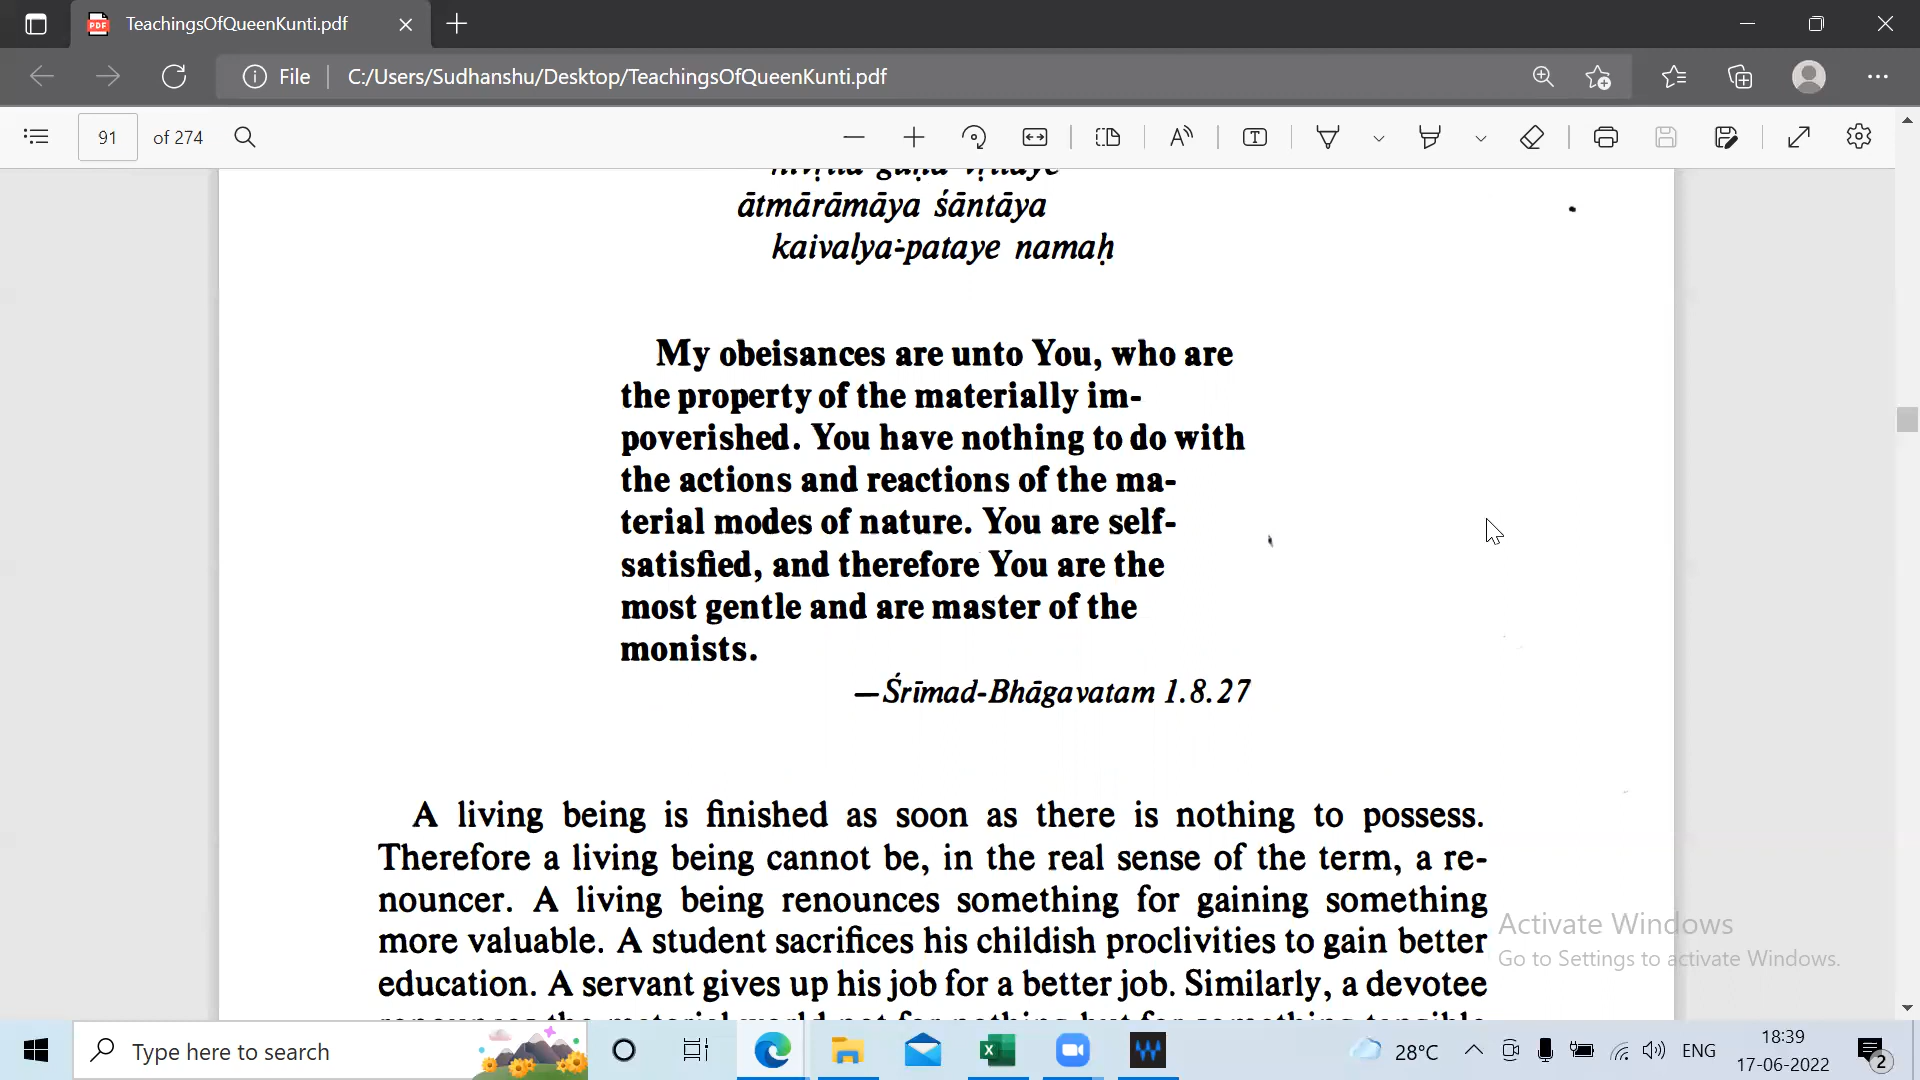 TeachingsOfQueenKunti.pdf
File
C:/Users/Sudhanshu/Desktop/TeachingsOfQueenKunti.pdf
91 of 274
ātmārāmāya śāntāya
kaivalya-pataye namaḥ
My obeisances are unto You, who are
the property of the materially im-
poverished. You have nothing to do with
the actions and reactions of the ma-
terial modes of nature. You are self-
satisfied, and therefore You are the
most gentle and are master of the
monists.
—Śrīmad-Bhāgavatam 1.8.27
A living being is finished as soon as there is nothing to possess.
Therefore a living being cannot be, in the real sense of the term, a re-
nouncer. A living being renounces something for gaining something
more valuable. A student sacrifices his childish proclivities to gain better
education. A servant gives up his job for a better job. Similarly, a devotee
Activate Windows
Go to Settings to activate Windows.
Type here to search
28°C
ENG
18:39
17-06-2022
2